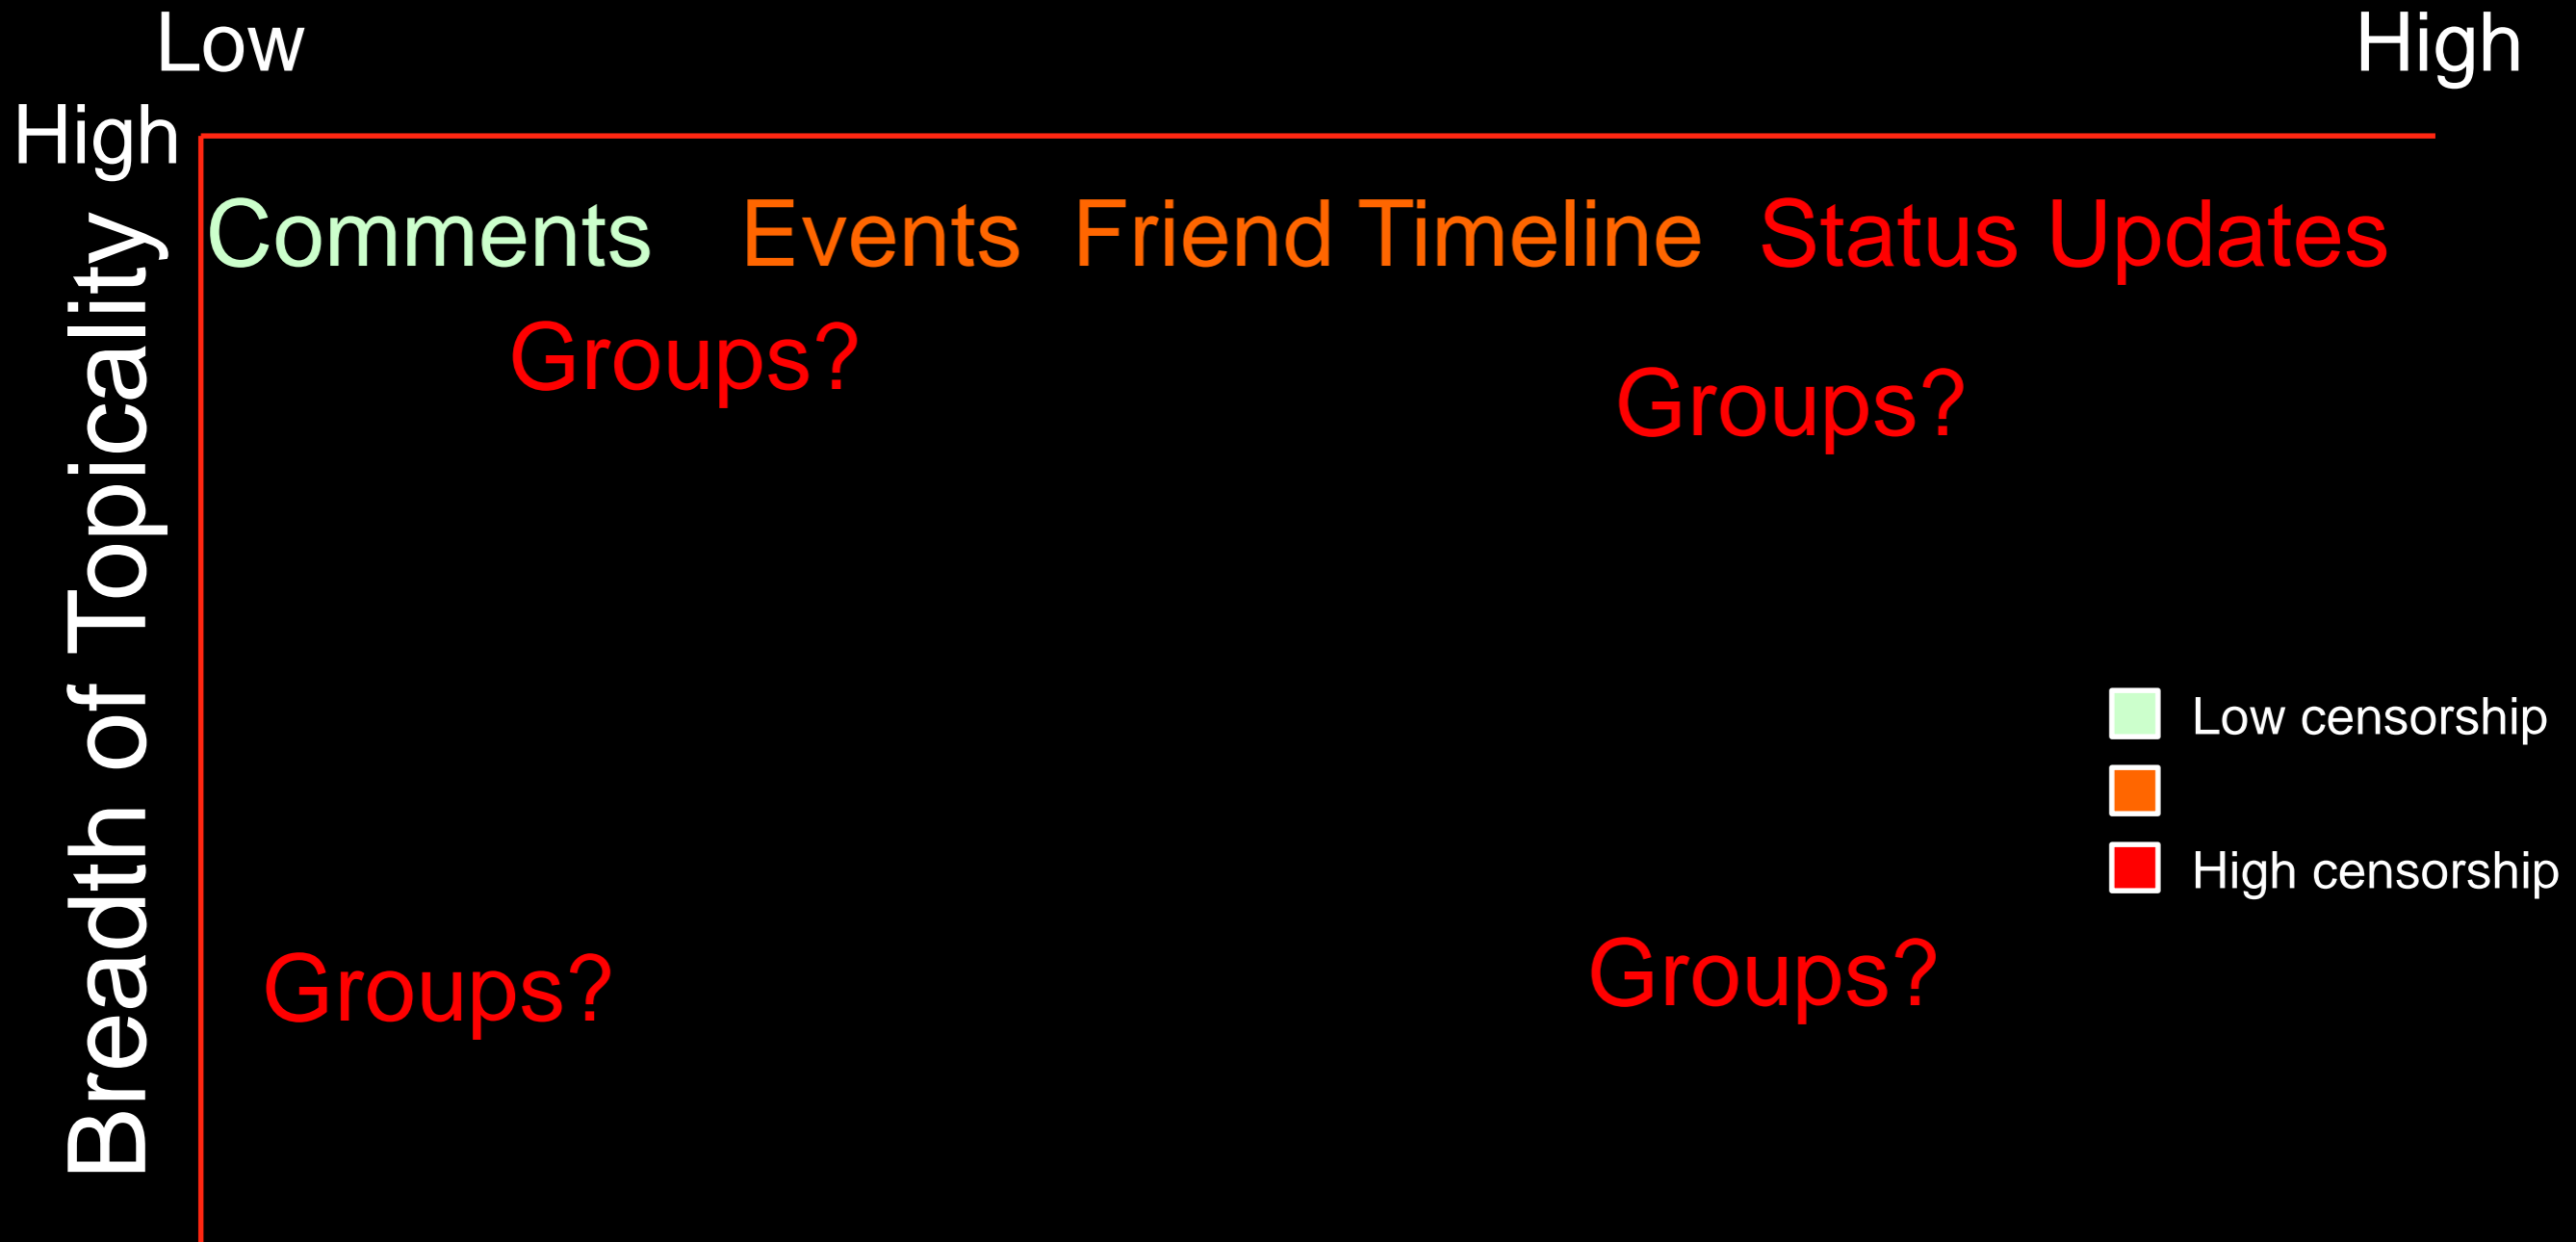 Low High
High
Breadth of Topicality
Comments Events Friend Timeline Status Updates
Groups?
Groups?
Low censorship
High censorship
Groups? Groups?